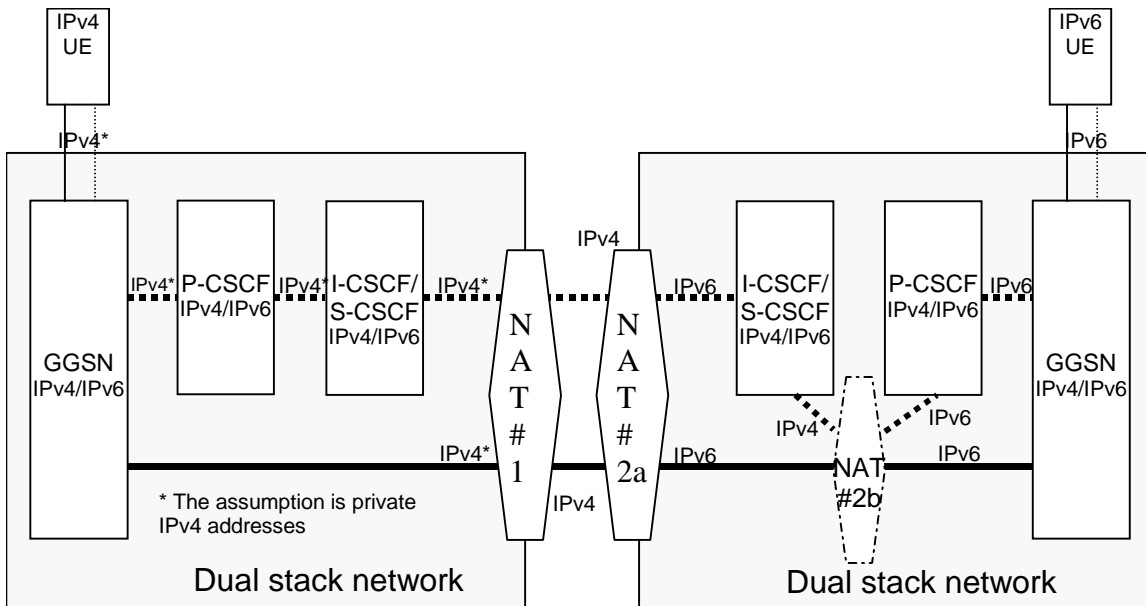 IPv4
UE
IPv6
UE
IPv4*
IPv6
IPv4
IPv4*
P-CSCF
IPv4/IPv6
IPv4*
I-CSCF/
S-CSCF
IPv4/IPv6
IPv4*
IPv6
I-CSCF/
S-CSCF
IPv4/IPv6
P-CSCF
IPv4/IPv6
IPv6
GGSN
IPv4/IPv6
N
A
T
#
1
N
A
T
#
2a
GGSN
IPv4/IPv6
IPv4
IPv6
IPv4*
IPv6
NAT
#2b
IPv6
IPv4
* The assumption is private
IPv4 addresses
Dual stack network
Dual stack network